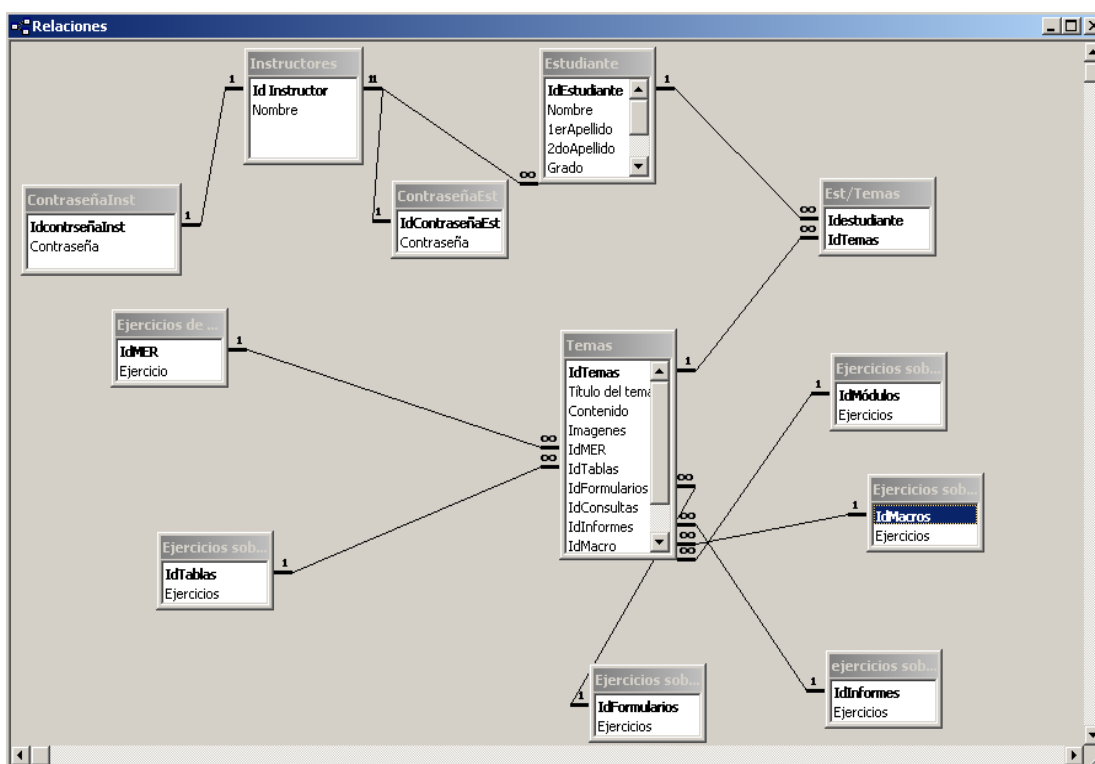 Relaciones
Instructores
Id Instructor
Nombre
Estudiante
IdEstudiante
Nombre
1erApellido
2doApellido
Grado
ContraseñaInst
IdcontrseñaInst
Contraseña
ContraseñaEst
IdContraseñaEst
Contraseña
Est/Temas
Idestudiante
IdTemas
Ejercicios de ...
IdMER
Ejercicio
Temas
IdTemas
Título del tema
Contenido
Imagenes
IdMER
IdTablas
IdFormularios
IdConsultas
IdInformes
IdMacro
Ejercicios sob...
IdMódulos
Ejercicios
Ejercicios sob...
IdMacros
Ejercicios
Ejercicios sob...
IdTablas
Ejercicios
Ejercicios sob...
IdFormularios
Ejercicios
ejercicios sob...
IdInformes
Ejercicios
1
11
1
∞
1
1
1
∞
∞
1
1
∞
∞
1
∞
∞
∞
∞
1
1
1
1